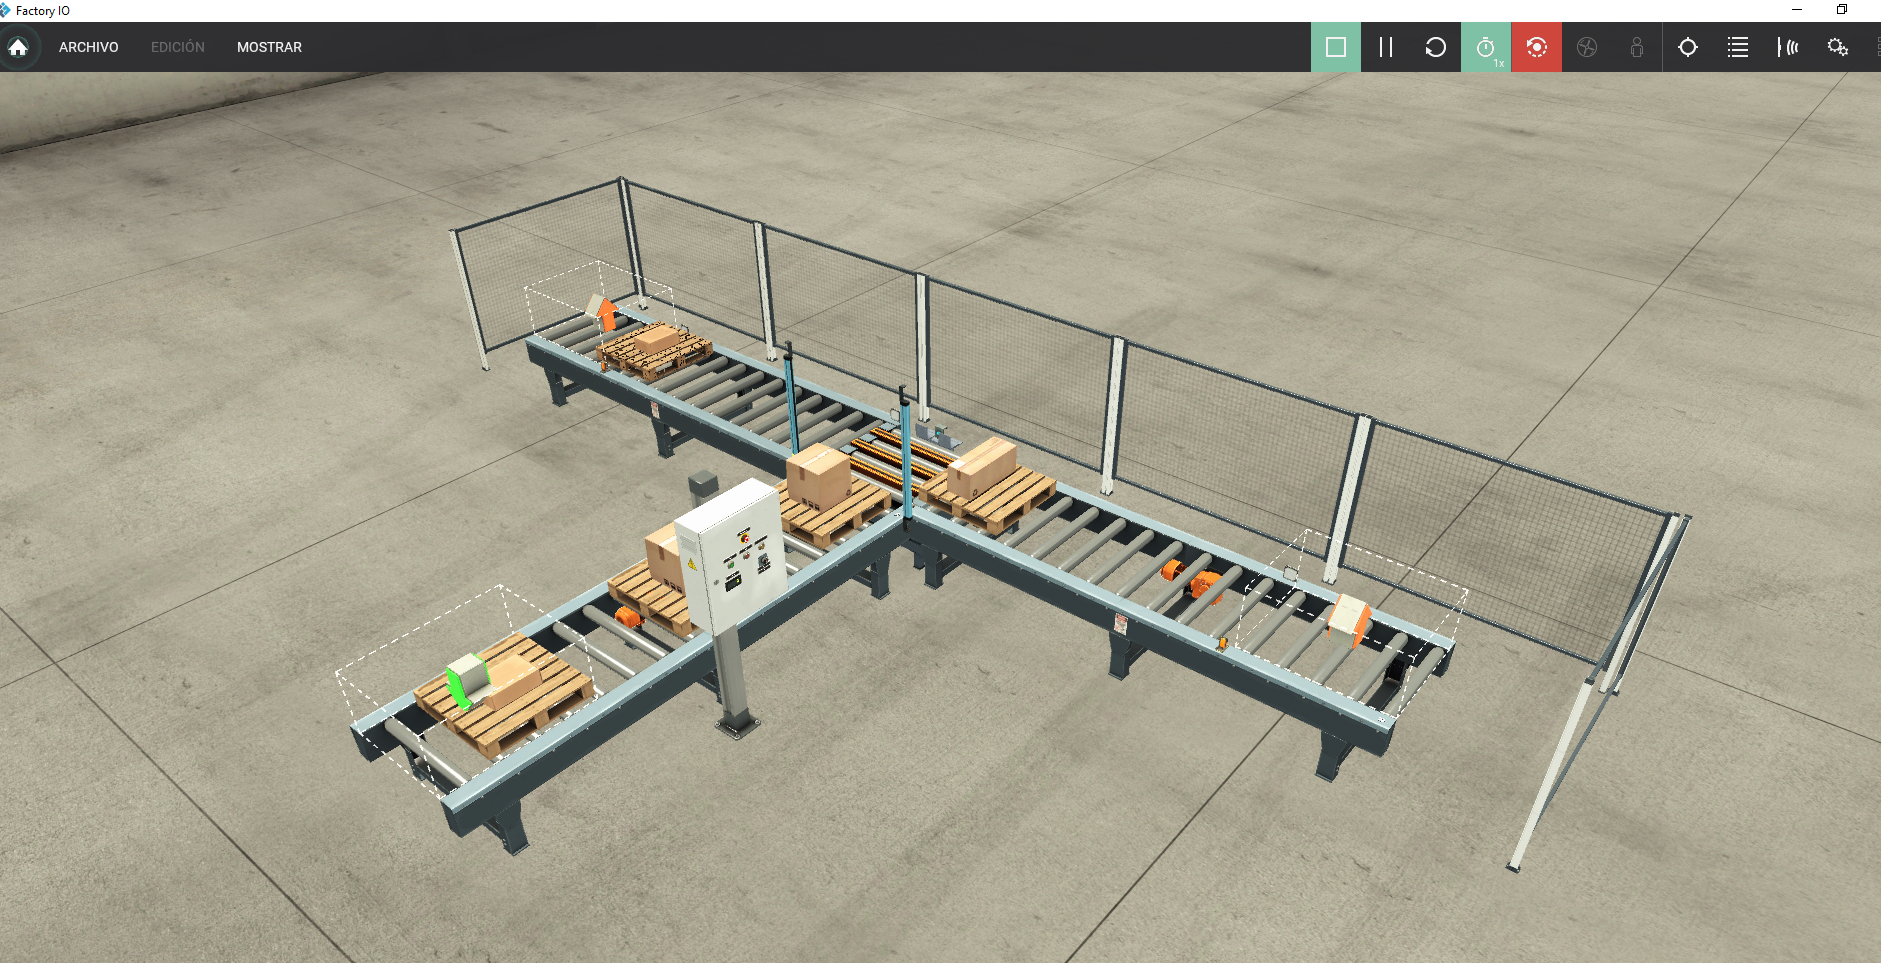 Factory IO
ARCHIVO
EDICIÓN
MOSTRAR
1x